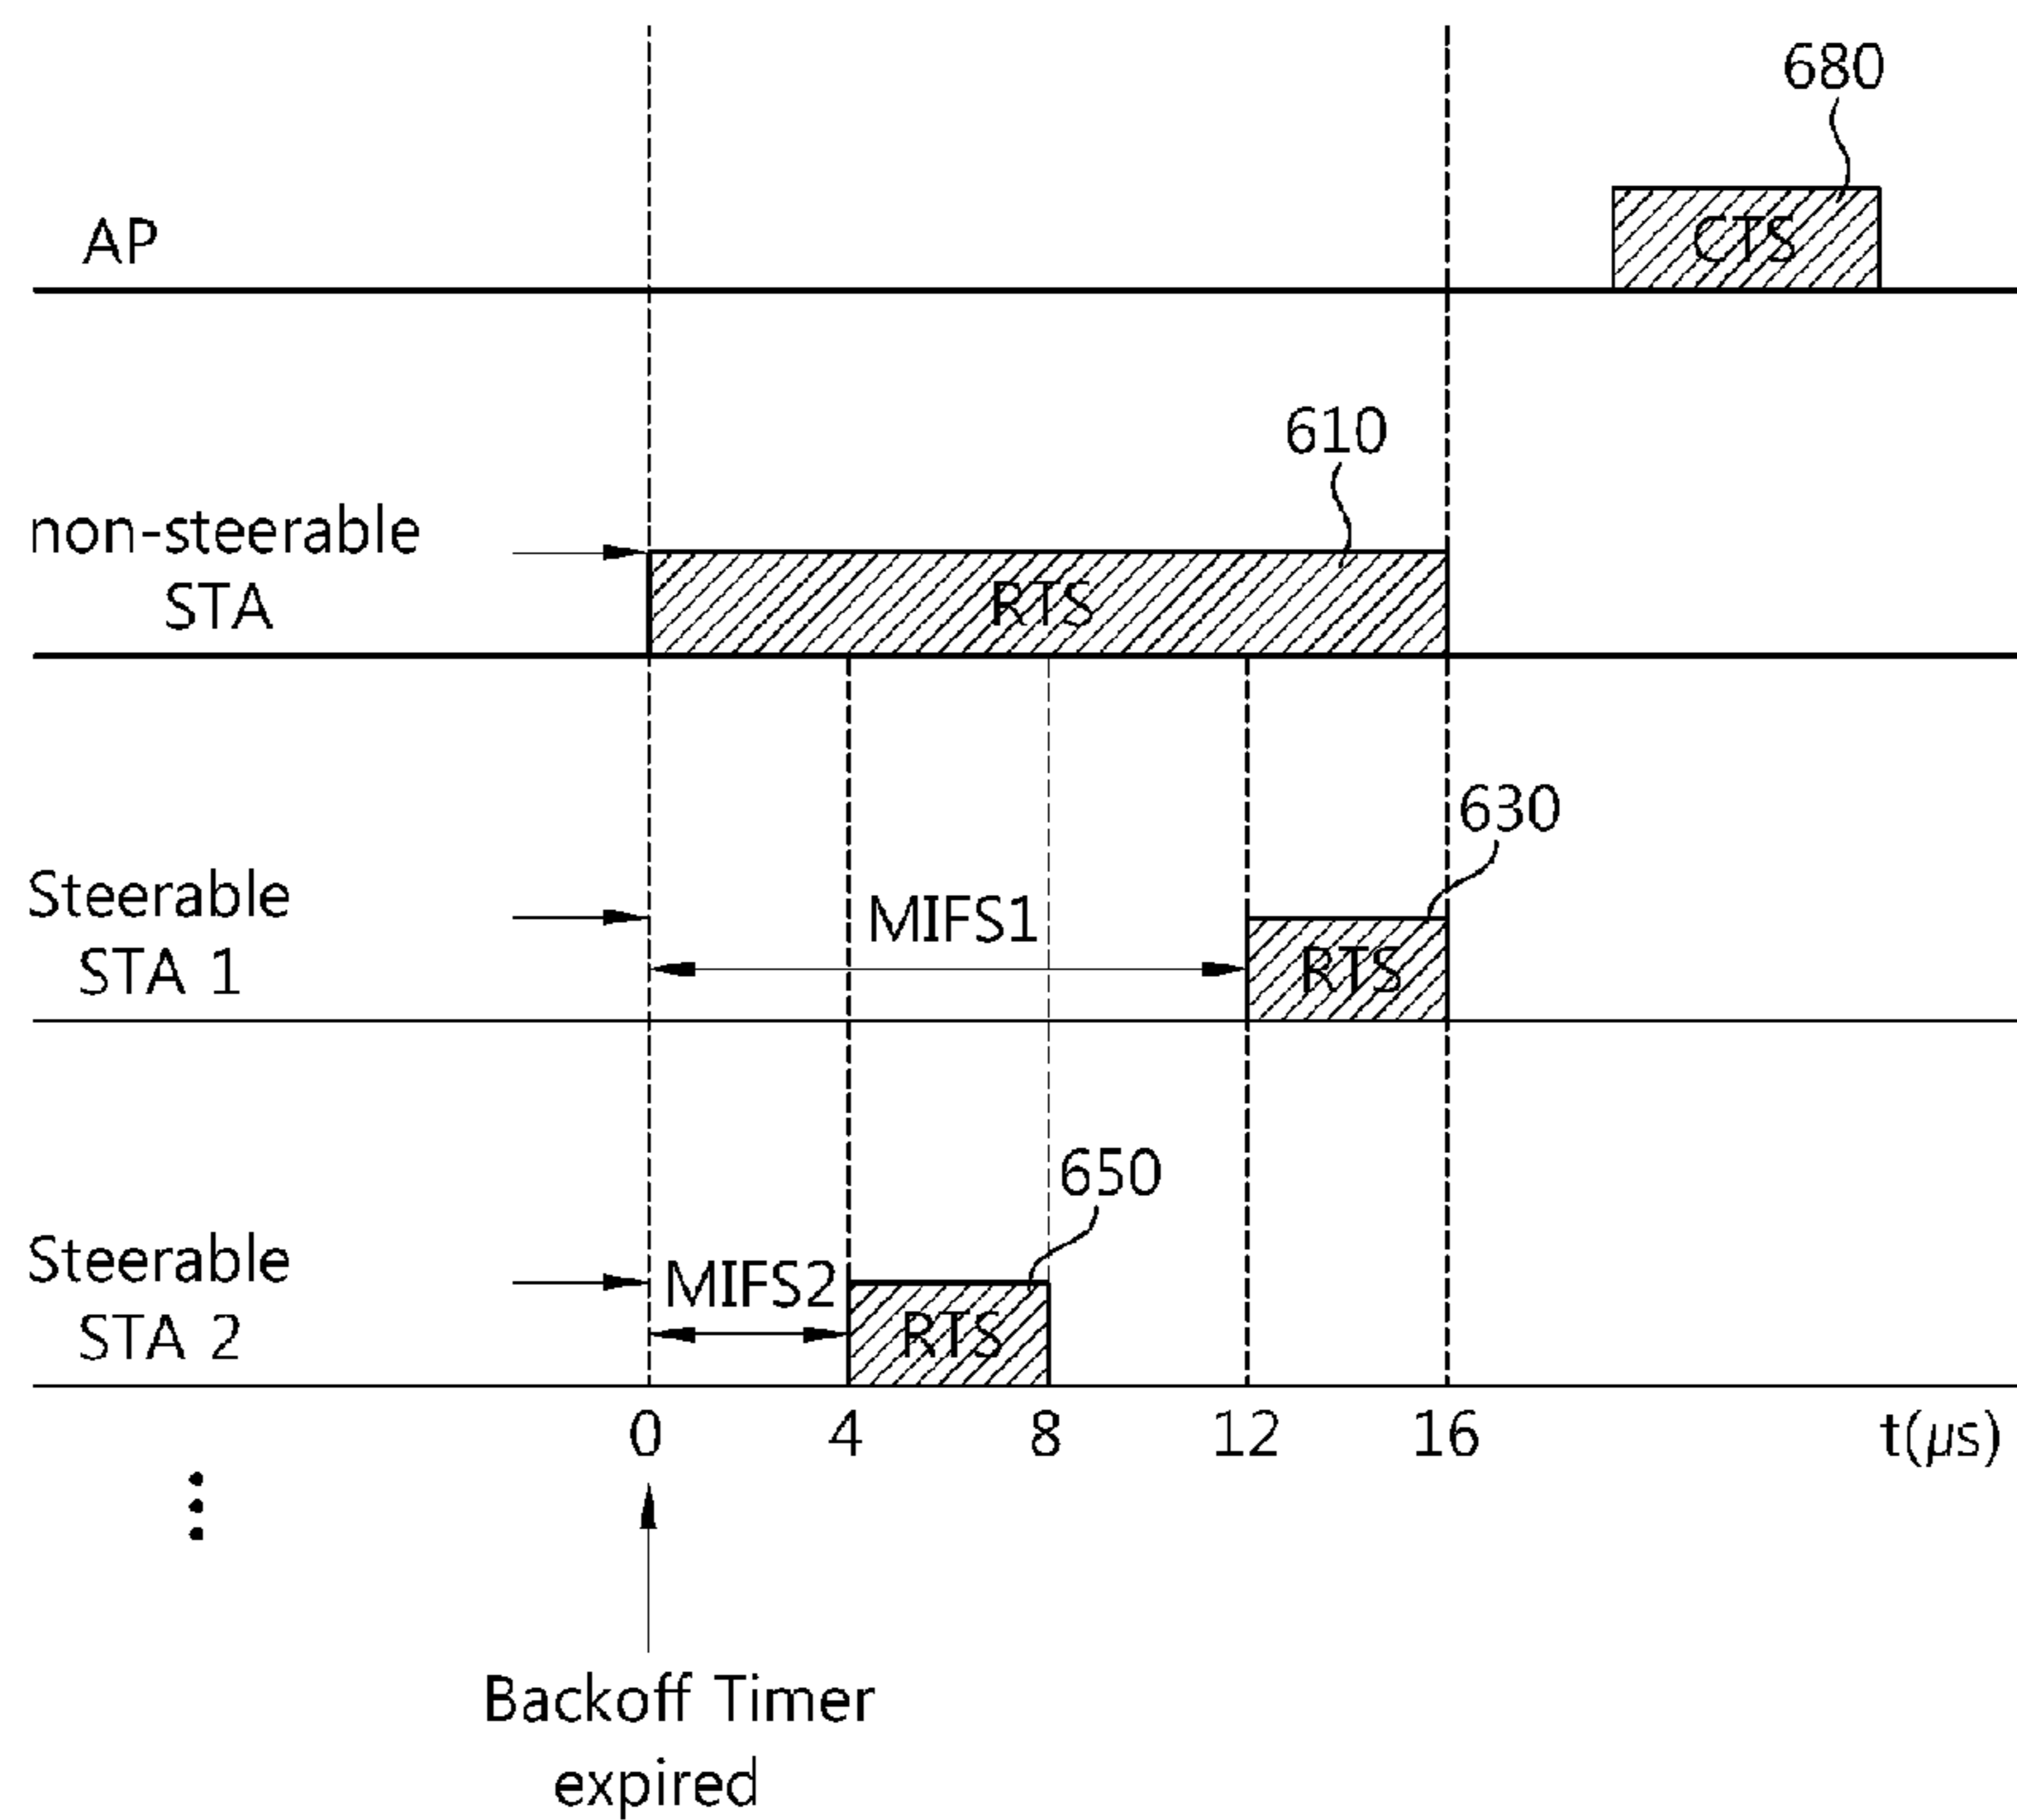 680
AP
CTS
610
non-steerable
STA
RTS
630
Steerable
STA 1
MIFS1
RTS
650
Steerable
STA 2
MIFS2
RTS
0 4 8 12 16 t(μs)
Backoff Timer
expired